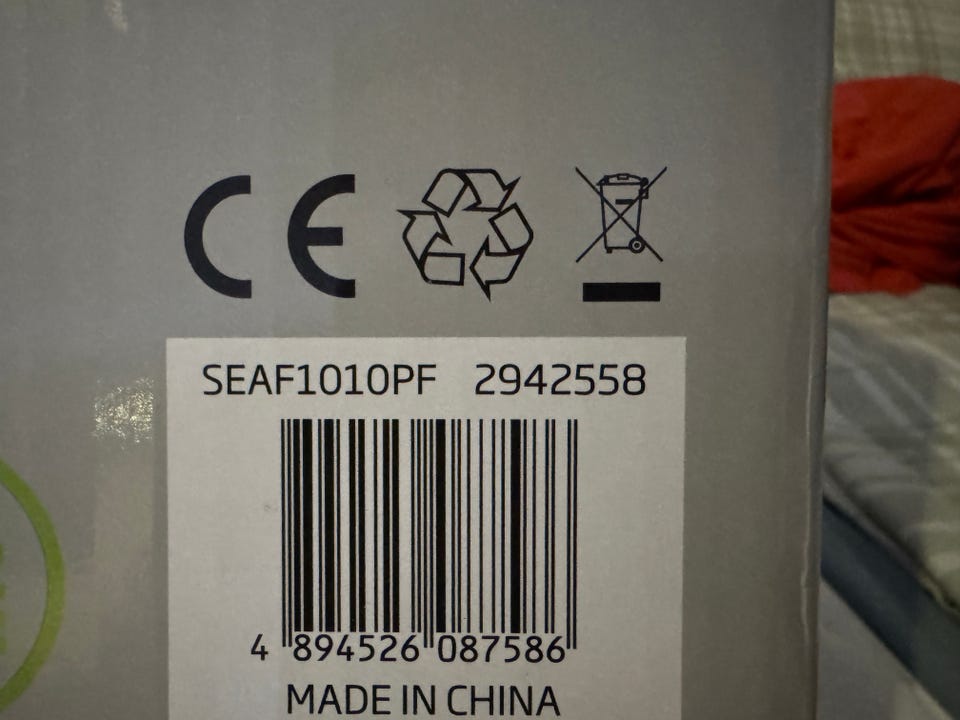 CE
SEAF1010PF 2942558
4 894526 087586
MADE IN CHINA